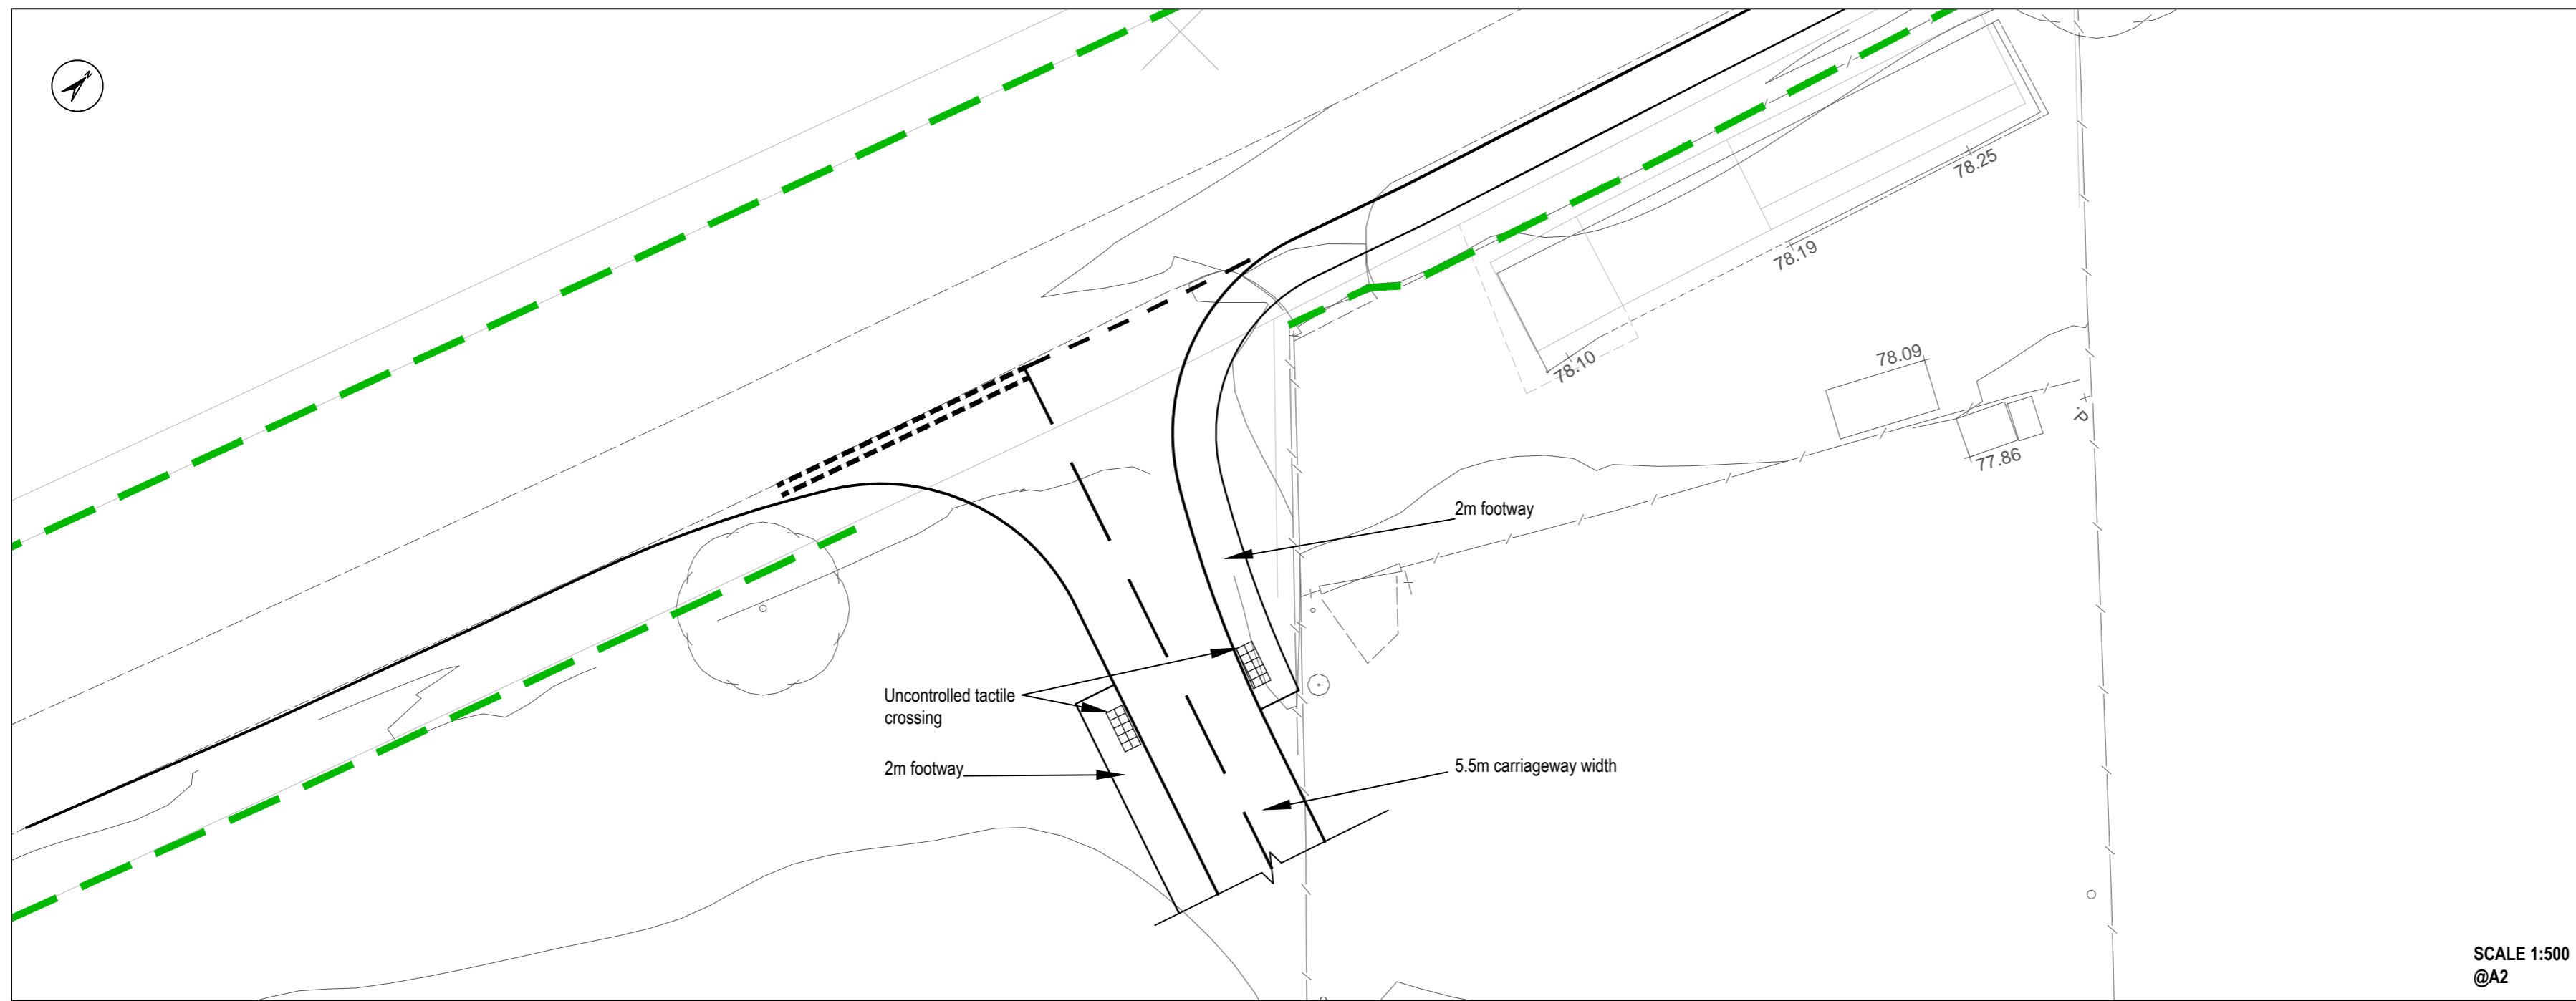 N
78.25
78.19
78.10
78.09
.P
77.86
2m footway
Uncontrolled tactile
crossing
2m footway
5.5m carriageway width
SCALE 1:500
@A2